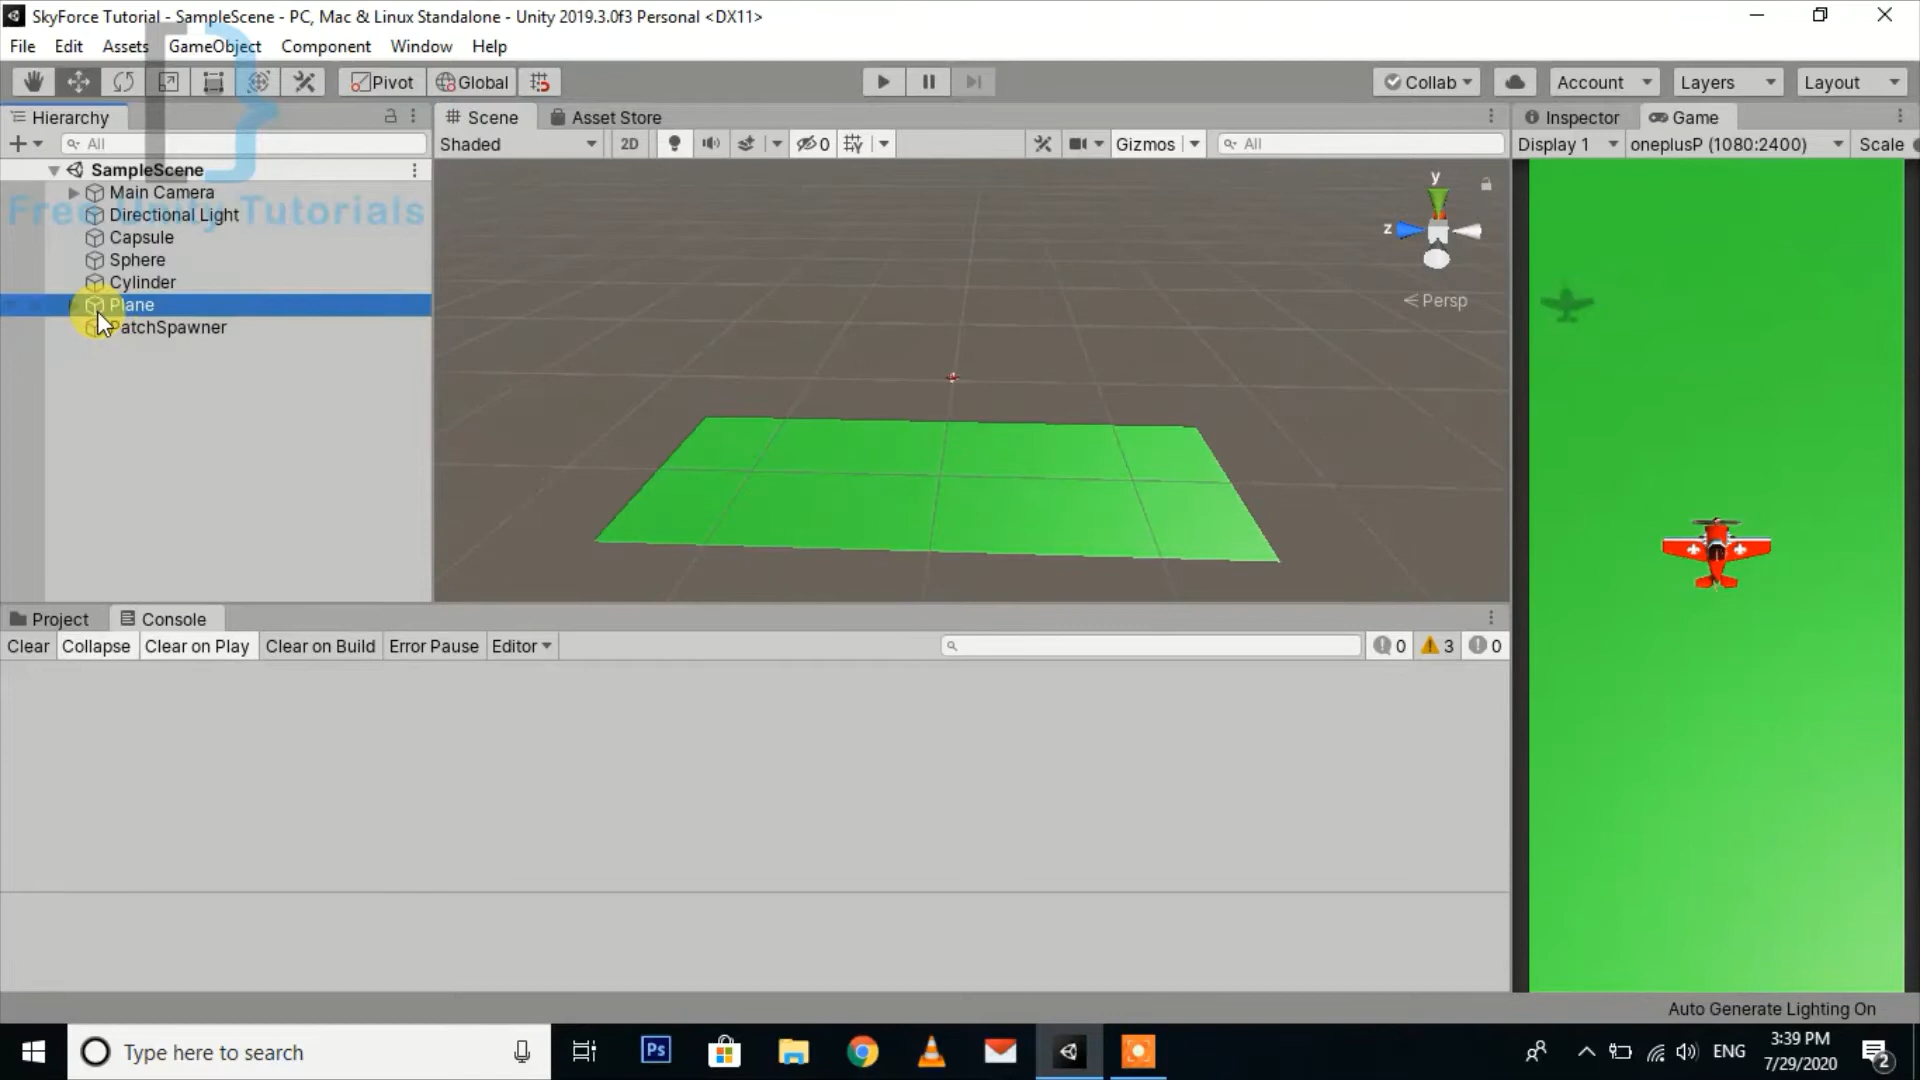 SkyForce Tutorial - SampleScene - PC, Mac & Linux Standalone - Unity 2019.3.0f3 Personal <DX11>
File Edit Assets GameObject Component Window Help
Pivot Global Collab Account Layers Layout
Hierarchy Scene Asset Store Inspector Game
All Shaded 2D 0 Gizmos All Display 1 oneplusP (1080:2400) Scale
SampleScene
Main Camera
Free Unity Tutorials
Directional Light
Capsule
Sphere
Cylinder
Plane
PatchSpawner
y
z
Persp
Project Console
Clear Collapse Clear on Play Clear on Build Error Pause Editor 0 3 0
Auto Generate Lighting On
Type here to search
Ps
ENG
3:39 PM
7/29/2020
2